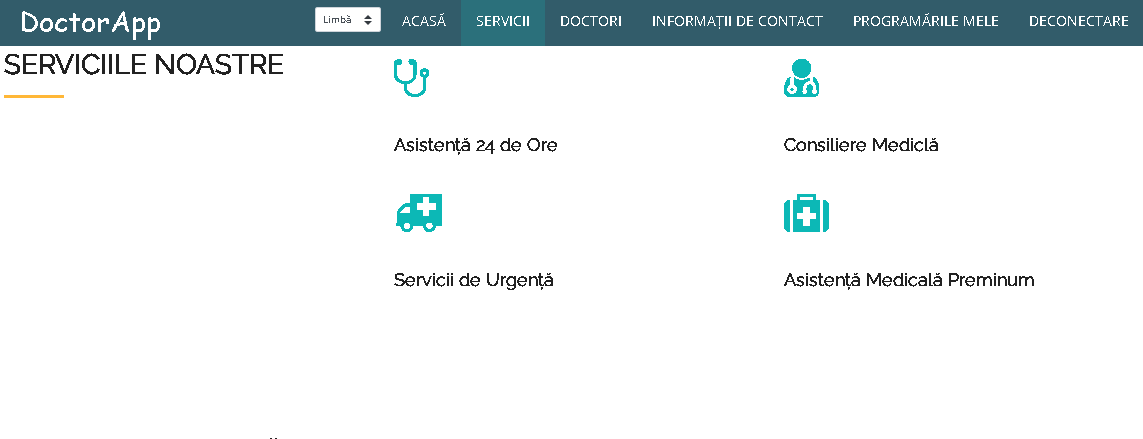 DoctorApp
Limbă
ACASĂ
SERVICII
DOCTORI
INFORMAȚII DE CONTACT
PROGRAMĂRILE MELE
DECONECTARE
SERVICIILE NOASTRE
Asistență 24 de Ore
Consiliere Mediclă
Servicii de Urgență
Asistență Medicală Preminum